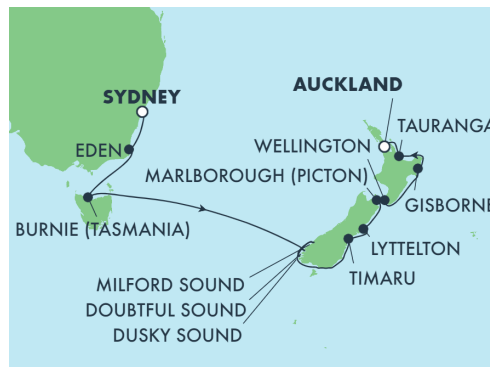 AUCKLAND
SYDNEY
TAURANGA
WELLINGTON
EDEN
MARLBOROUGH (PICTON)
GISBORNE
BURNIE (TASMANIA)
LYTTELTON
MILFORD SOUND
TIMARU
DOUBTFUL SOUND
DUSKY SOUND